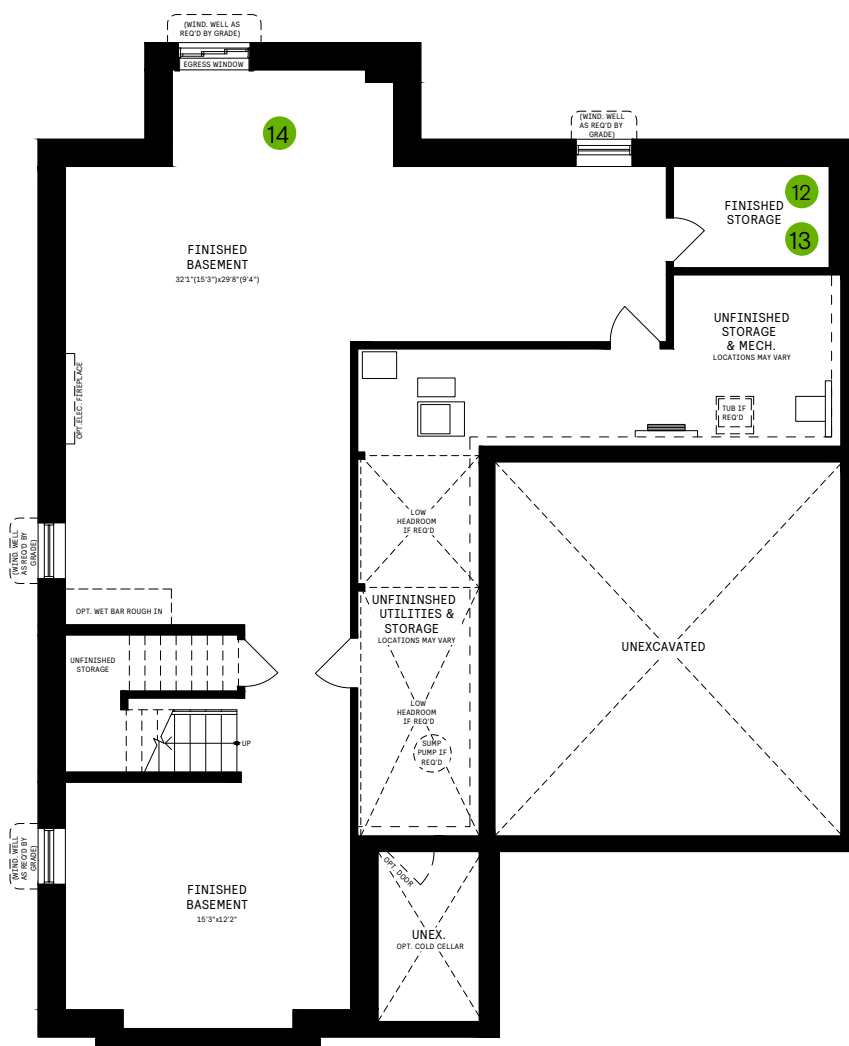 (WIND. WELL AS
REQ'D BY GRADE)
EGRESS WINDOW
14
(WIND. WELL
AS REQ'D BY
GRADE)
12
FINISHED
STORAGE
13
FINISHED
BASEMENT
32'1"(15'3")x29'8"(9'4")
UNFINISHED
STORAGE
& MECH.
LOCATIONS MAY VARY
OPT.ELEC. FIREPLACE
TUB IF
REQ'D
LOW
HEADROOM
IF REQ'D
(WIND. WELL
AS REQ'D BY
GRADE)
OPT. WET BAR ROUGH IN
UNFININSHED
UTILITIES &
STORAGE
LOCATIONS MAY VARY
UNEXCAVATED
UNFINISHED
STORAGE
LOW
HEADROOM
IF REQ'D
UP
SUMP
PUMP IF
REQ'D
(WIND. WELL
AS REQ'D BY
GRADE)
OPT. DOOR
FINISHED
BASEMENT
15'3"x12'2"
UNEX.
OPT. COLD CELLAR